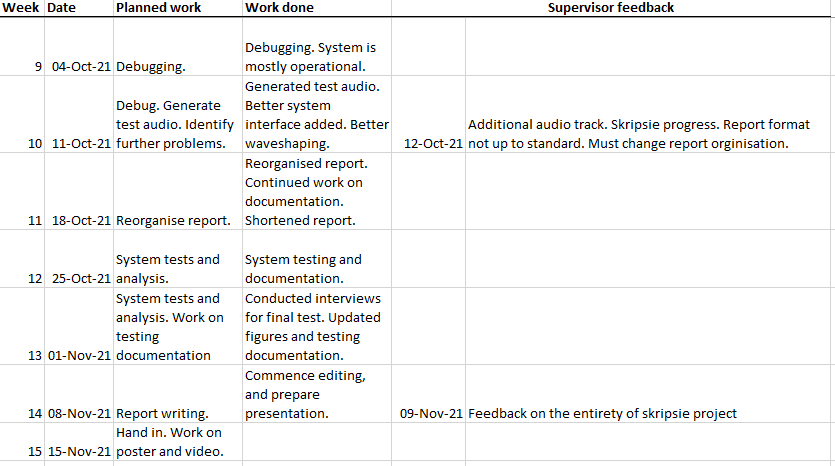 Week Date Planned work Work done Supervisor feedback
Debugging. System is
9 04-Oct-21 Debugging. mostly operational.
Generated test audio.
Debug. Generate Better system
test audio. Identify interface added. Better Additional audio track. Skripsie progress. Report format
10 11-Oct-21 further problems. waveshaping. 12-Oct-21 not up to standard. Must change report orginisation.
Reorganised report.
Continued work on
documentation.
11 18-Oct-21 Reorganise report. Shortened report.
System tests and System testing and
12 25-Oct-21 analysis. documentation.
System tests and Conducted interviews
analysis. Work on for final test. Updated
testing figures and testing
13 01-Nov-21 documentation documentation.
Commence editing,
and prepare
14 08-Nov-21 Report writing. presentation. 09-Nov-21 Feedback on the entirety of skripsie project
Hand in. Work on
15 15-Nov-21 poster and video.